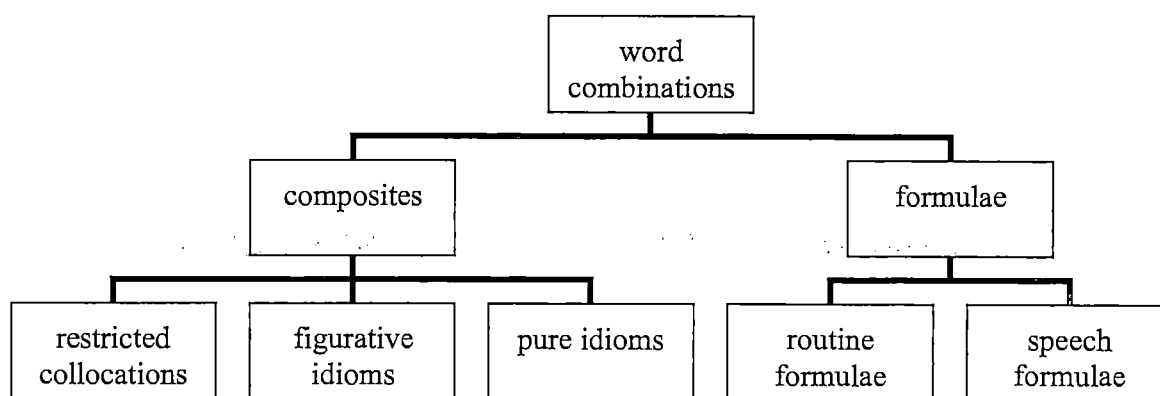 word
combinations
composites
formulae
restricted
collocations
figurative
idioms
pure idioms
routine
formulae
speech
formulae